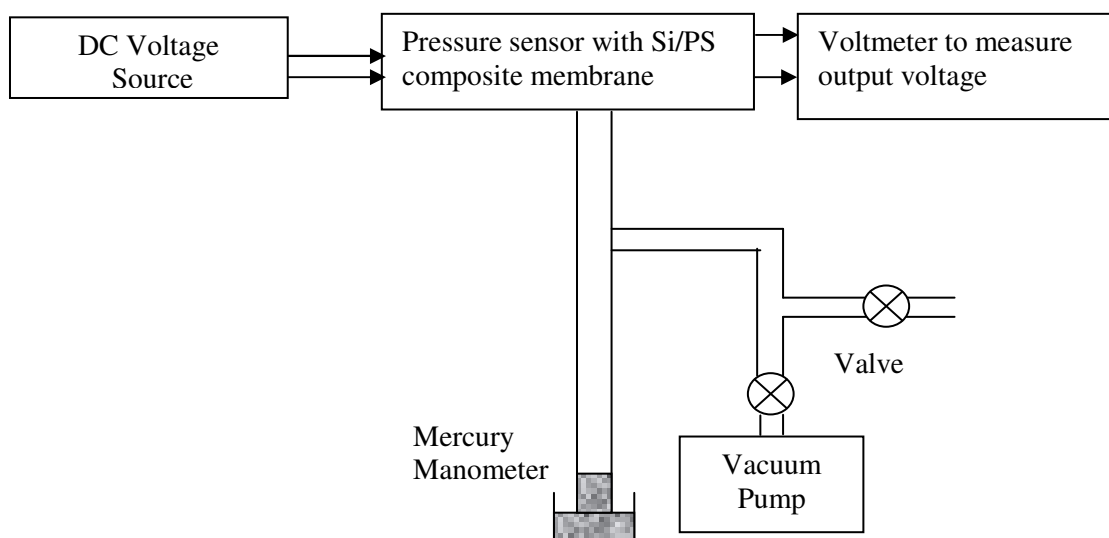 DC Voltage
Source
Pressure sensor with Si/PS
composite membrane
Voltmeter to measure
output voltage
Valve
Mercury
Manometer
Vacuum
Pump